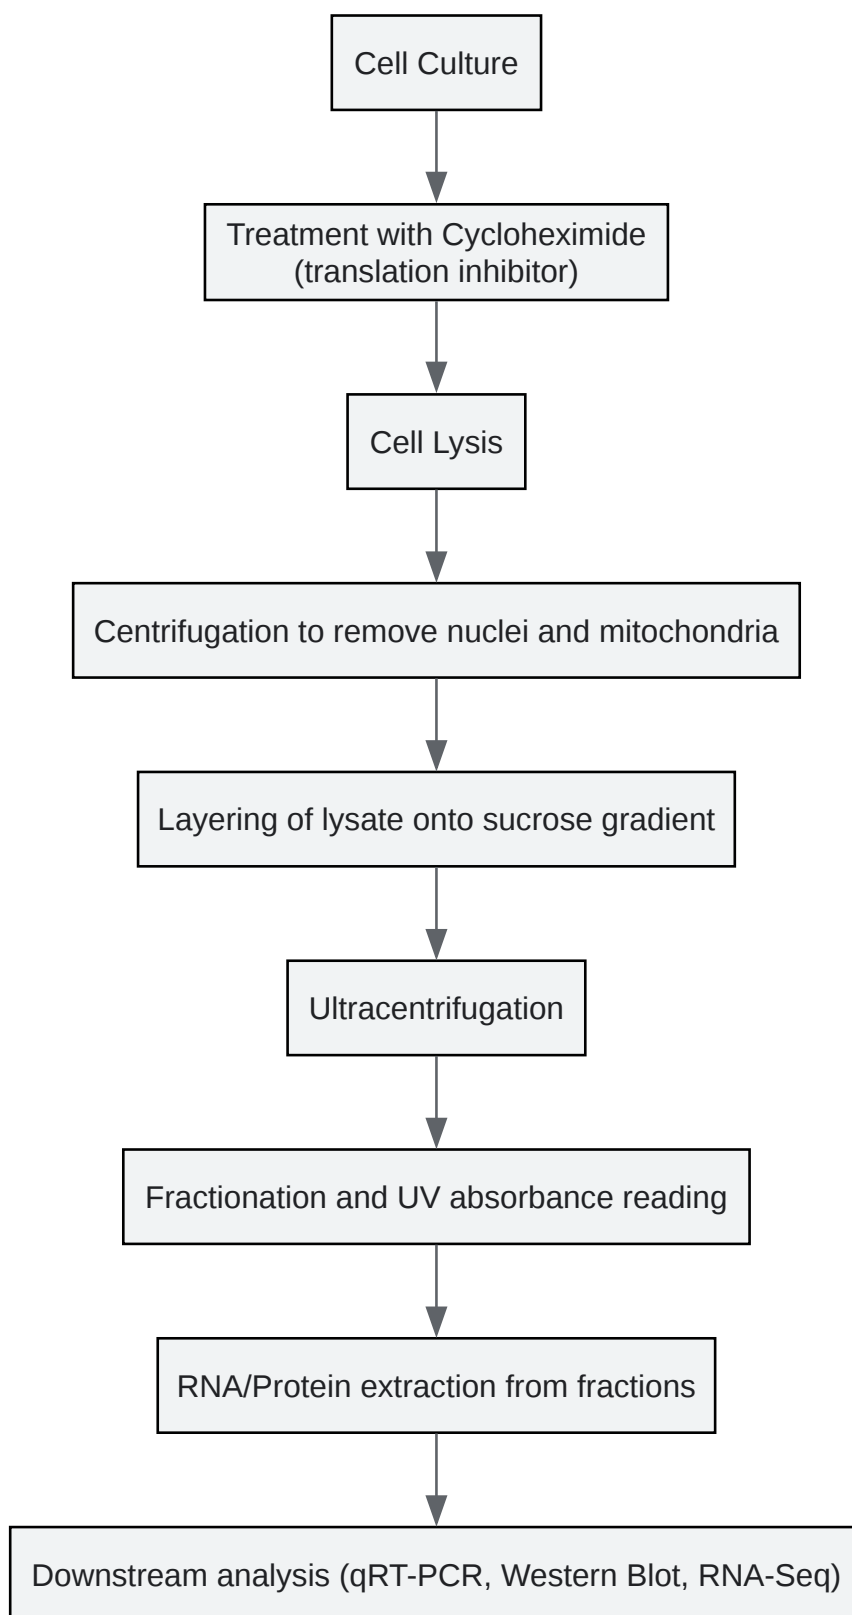 Cell Culture
Treatment with Cycloheximide
(translation inhibitor)
Cell Lysis
Centrifugation to remove nuclei and mitochondria
Layering of lysate onto sucrose gradient
Ultracentrifugation
Fractionation and UV absorbance reading
RNA/Protein extraction from fractions
Downstream analysis (qRT-PCR, Western Blot, RNA-Seq)